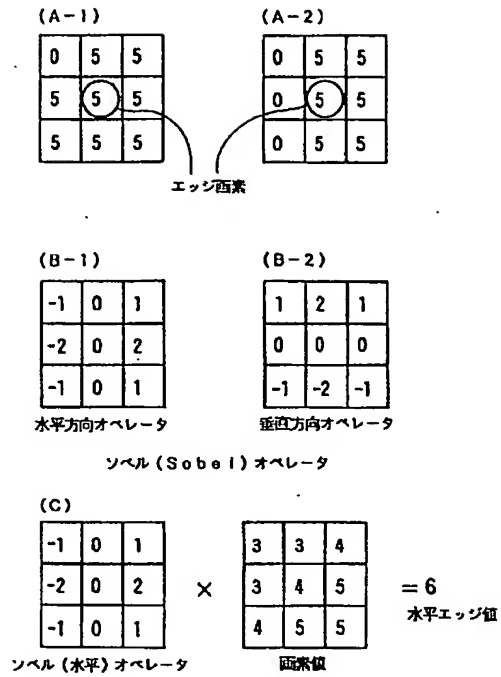 (A-1) (A-2)
0 5 5 0 5 5
5 5 5 0 5 5
5 5 5 0 5 5
エッジ画素
(B-1) (B-2)
-1 0 1 1 2 1
-2 0 2 0 0 0
-1 0 1 -1 -2 -1
水平方向オペレータ 垂直方向オペレータ
ソベル(Sobel)オペレータ
(C)
-1 0 1 3 3 4
-2 0 2 × 3 4 5 =6
-1 0 1 4 5 5
水平エッジ値
ソベル(水平)オペレータ 画素値